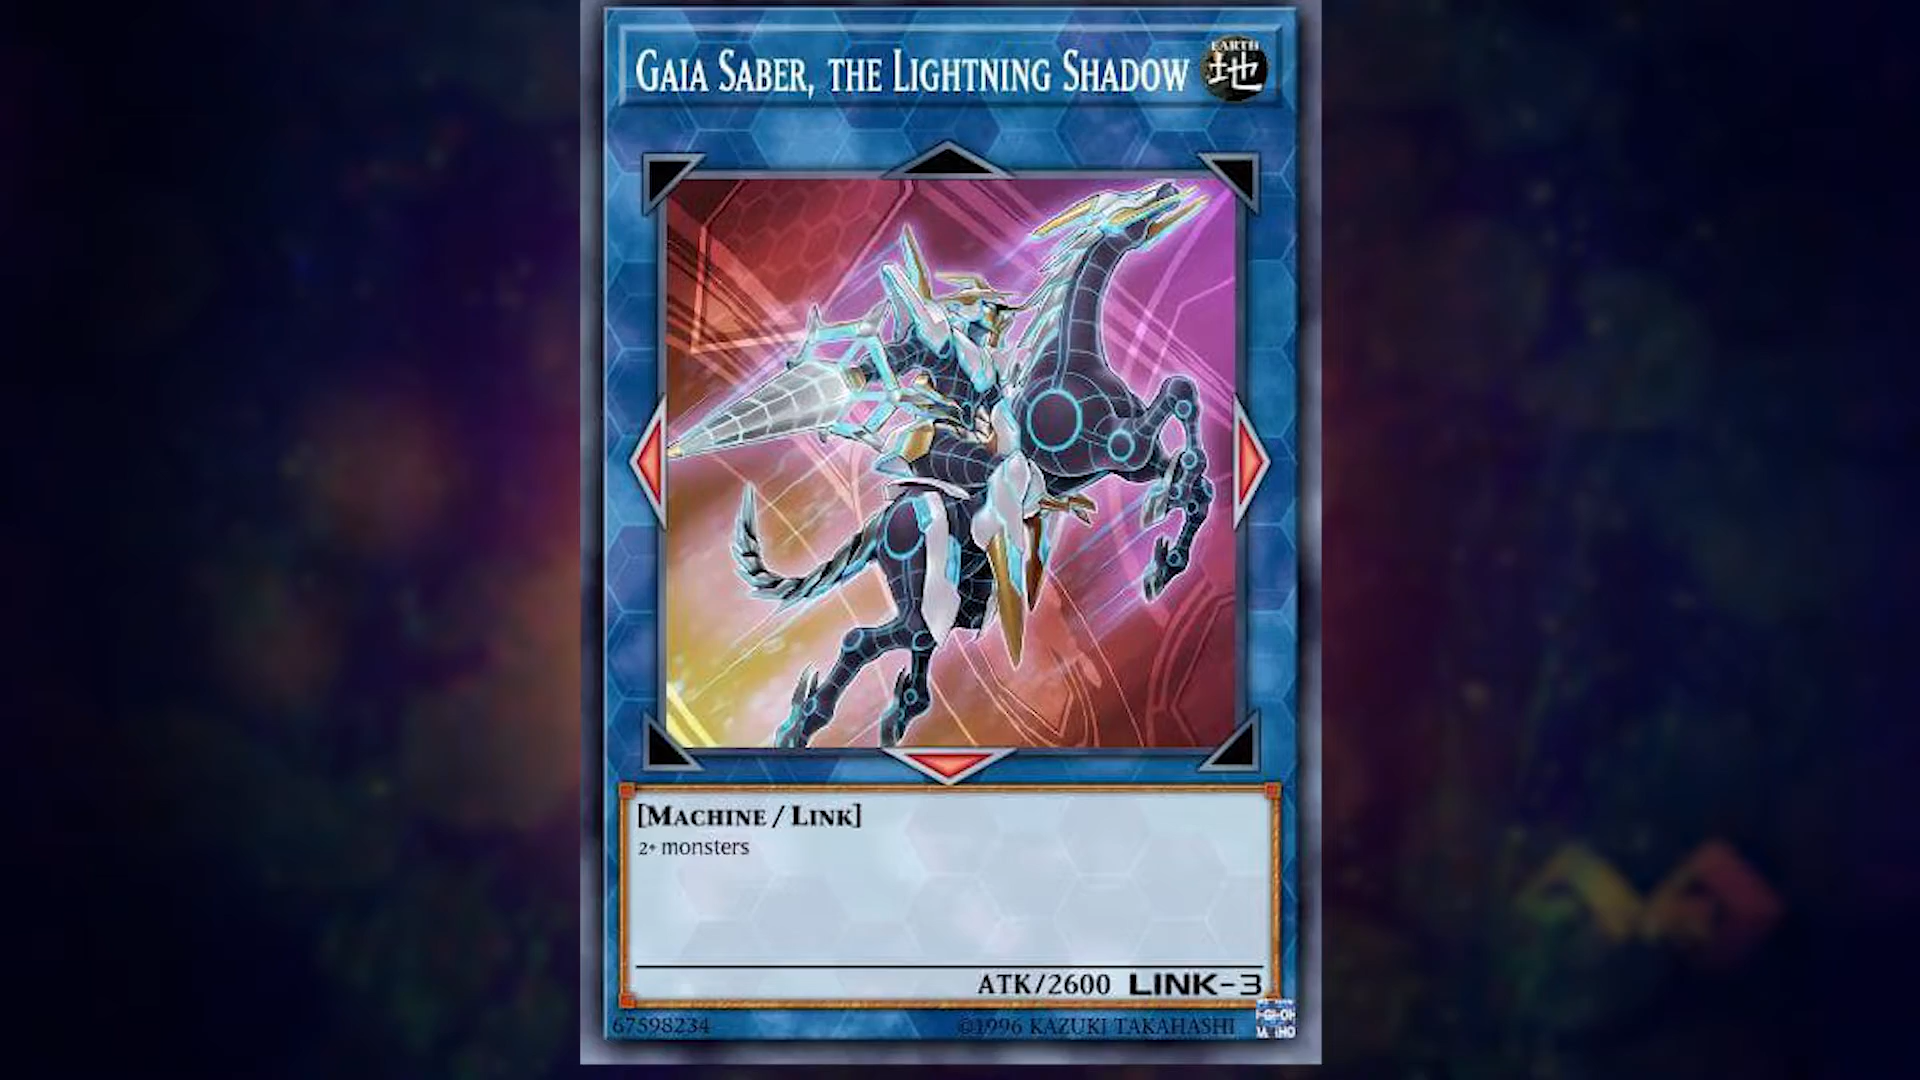 GAIA SABER, THE LIGHTNING SHADOW
EARTH
地
[MACHINE / LINK]
2+ monsters
ATK/2600 LINK-3
67598234
©1996 KAZUKI TAKAHASHI